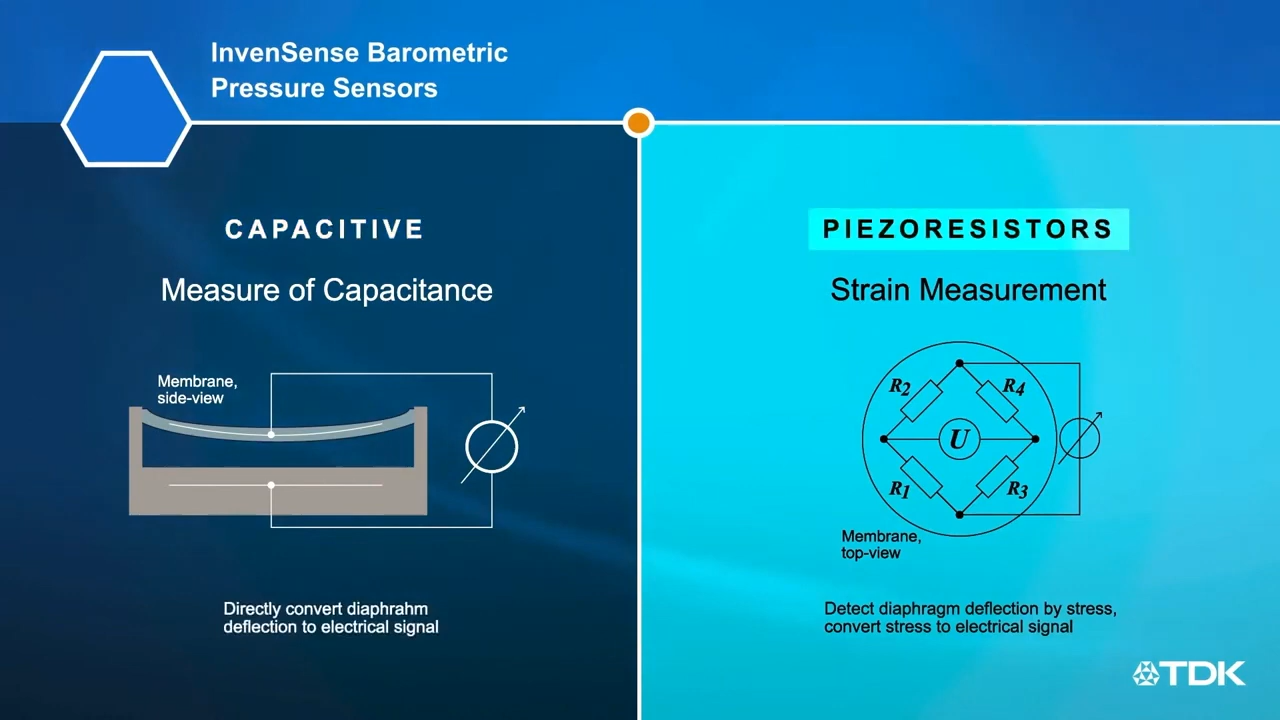 InvenSense Barometric
Pressure Sensors
CAPACITIVE
Measure of Capacitance
Membrane,
side-view
Directly convert diaphrahm
deflection to electrical signal
PIEZORESISTORS
Strain Measurement
R2
R4
U
R1
R3
Membrane,
top-view
Detect diaphragm deflection by stress,
convert stress to electrical signal
TDK